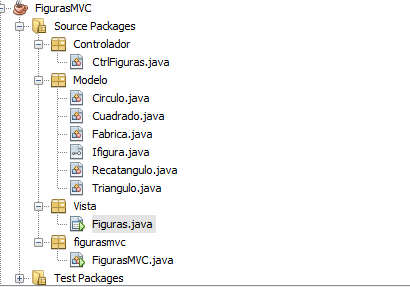 FigurasMVC
Source Packages
Controlador
CtrlFiguras.java
Modelo
Circulo.java
Cuadrado.java
Fabrica.java
Ifigura.java
Recatangulo.java
Triangulo.java
Vista
Figuras.java
figurasmvc
FigurasMVC.java
Test Packages